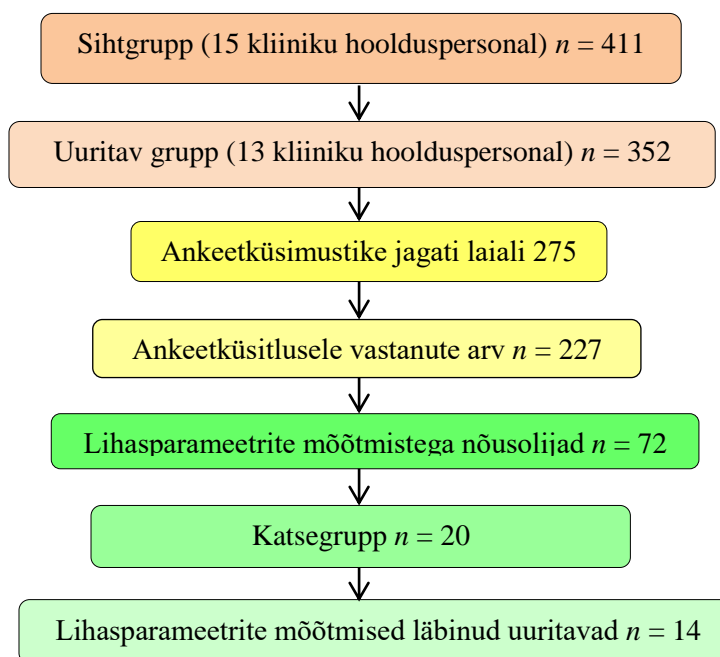 Sihtgrupp (15 kliiniku hoolduspersonal) n = 411
Uuritav grupp (13 kliiniku hoolduspersonal) n = 352
Ankeetküsimustike jagati laiali 275
Ankeetküsitlusele vastanute arv n = 227
Lihasparameetrite mõõtmistega nõusolijad n = 72
Katsegrupp n = 20
Lihasparameetrite mõõtmised läbinud uuritavad n = 14